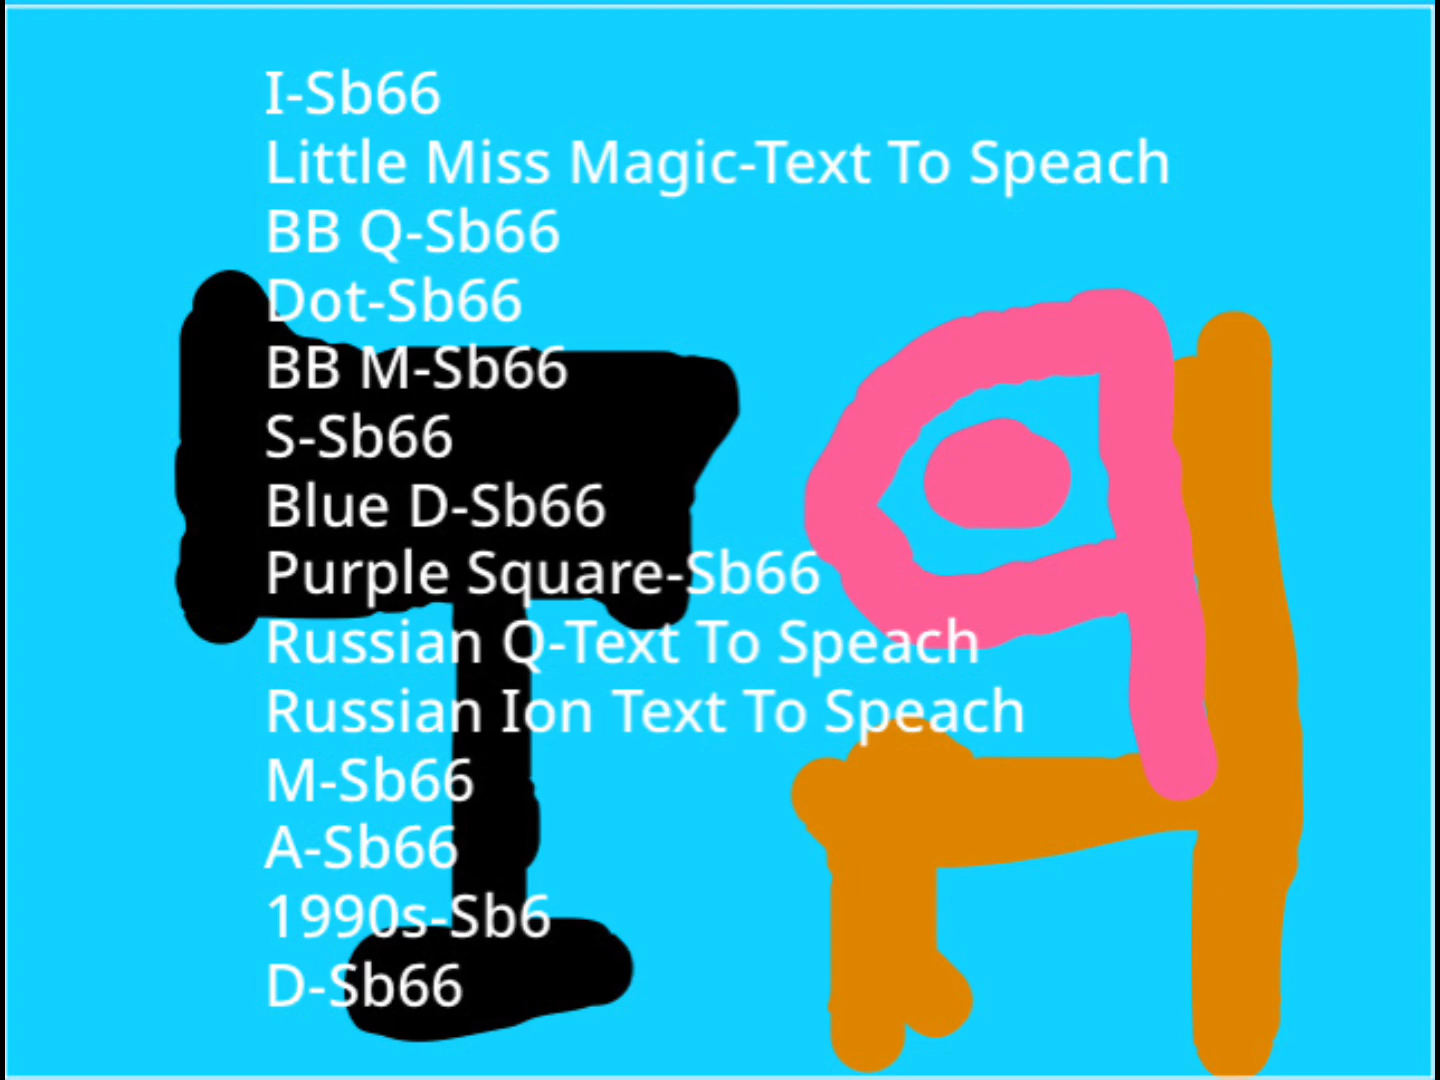 I-Sb66
Little Miss Magic-Text To Speach
BB Q-Sb66
Dot-Sb66
BB M-Sb66
S-Sb66
Blue D-Sb66
Purple Square-Sb66
Russian Q-Text To Speach
Russian Ion Text To Speach
M-Sb66
A-Sb66
1990s-Sb6
D-Sb66